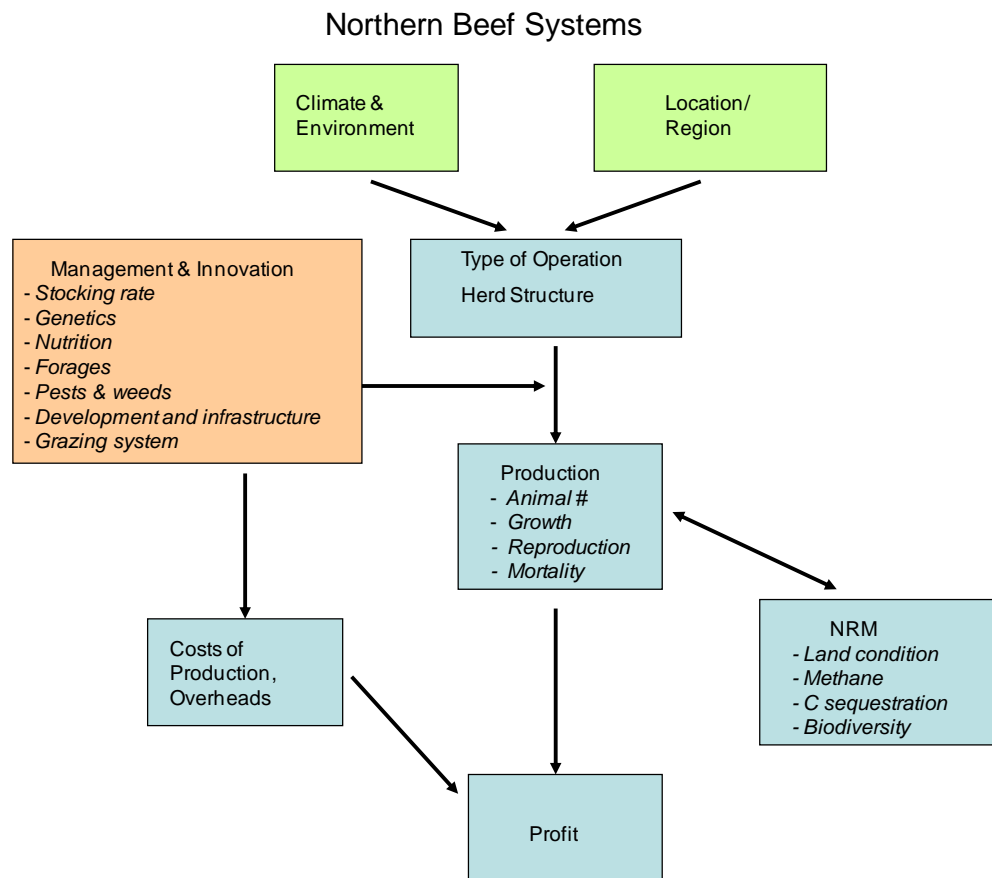 Northern Beef Systems
Climate &
Environment
Location/
Region
Management & Innovation
- Stocking rate
- Genetics
- Nutrition
- Forages
- Pests & weeds
- Development and infrastructure
- Grazing system
Type of Operation
Herd Structure
Production
- Animal #
- Growth
- Reproduction
- Mortality
Costs of
Production,
Overheads
NRM
- Land condition
- Methane
- C sequestration
- Biodiversity
Profit